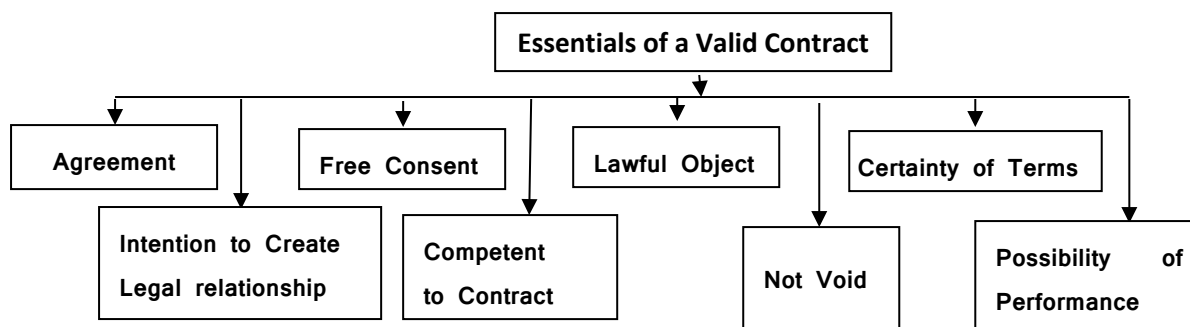 Essentials of a Valid Contract
Agreement
Free Consent
Lawful Object
Certainty of Terms
Intention to Create
Legal relationship
Competent
to Contract
Not Void
Possibility of
Performance